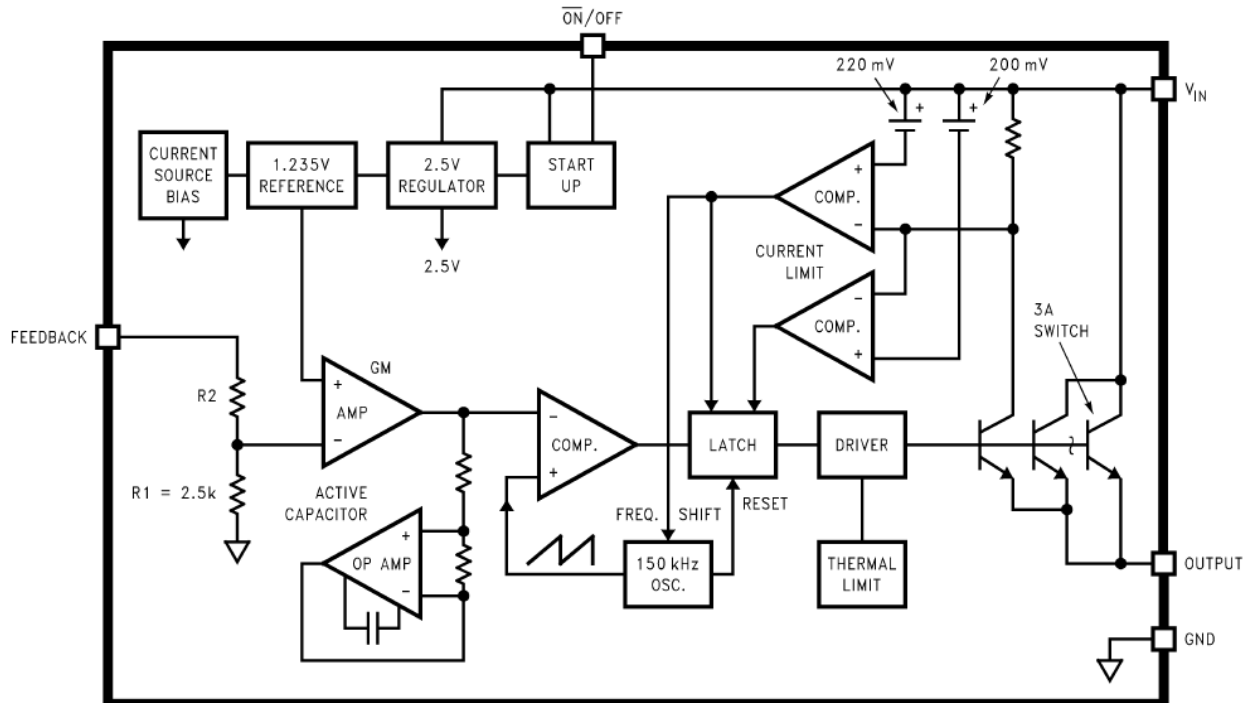 ON/OFF
220 mV
200 mV
+
+
VIN
CURRENT
SOURCE
BIAS
1.235V
REFERENCE
2.5V
REGULATOR
START
UP
+
COMP.
−
2.5V
CURRENT
LIMIT
−
COMP.
+
3A
SWITCH
FEEDBACK
GM
R2
+
AMP
−
−
COMP.
+
LATCH
DRIVER
R1 = 2.5k
ACTIVE
CAPACITOR
FREQ. SHIFT
RESET
+
OP AMP
−
150 kHz
OSC.
THERMAL
LIMIT
OUTPUT
GND